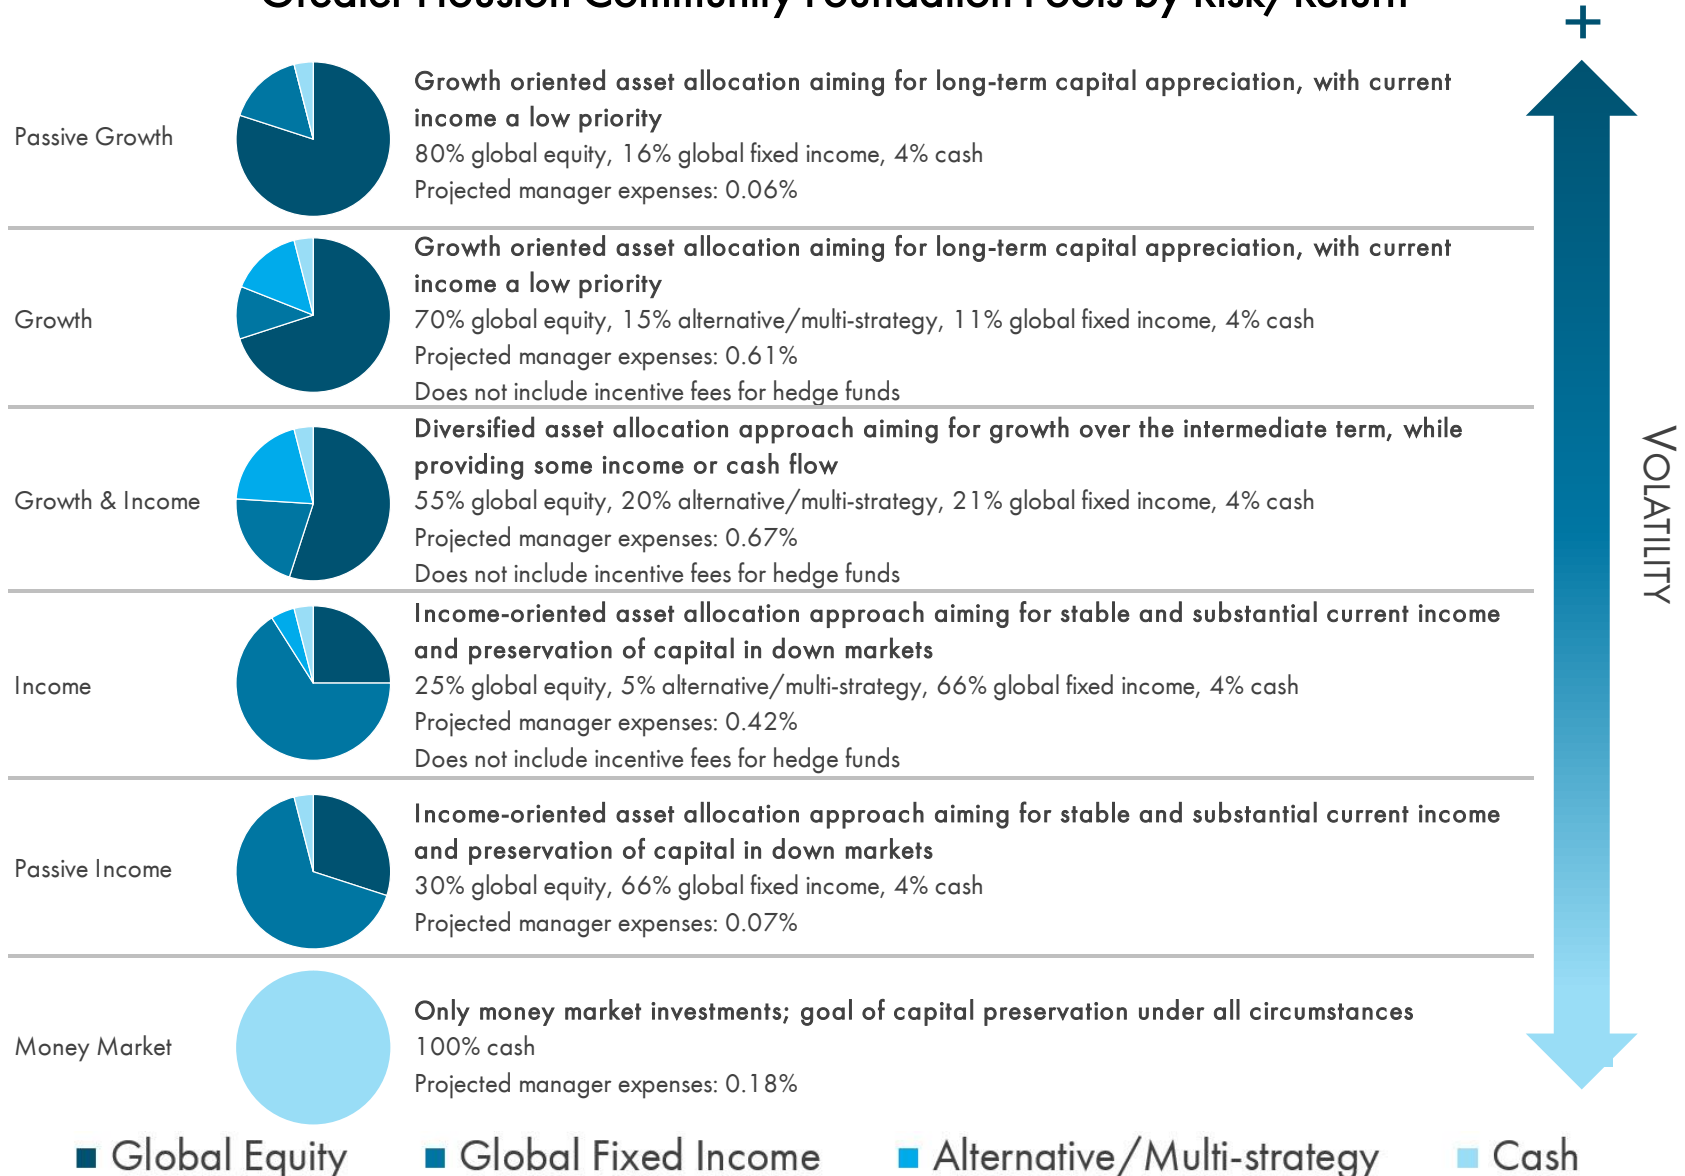 Greater Houston Community Foundation Pools by Risk/Return
+
Passive Growth
Growth oriented asset allocation aiming for long-term capital appreciation, with current
income a low priority
80% global equity, 16% global fixed income, 4% cash
Projected manager expenses: 0.06%
Growth
Growth oriented asset allocation aiming for long-term capital appreciation, with current
income a low priority
70% global equity, 15% alternative/multi-strategy, 11% global fixed income, 4% cash
Projected manager expenses: 0.61%
Does not include incentive fees for hedge funds
Growth & Income
Diversified asset allocation approach aiming for growth over the intermediate term, while
providing some income or cash flow
55% global equity, 20% alternative/multi-strategy, 21% global fixed income, 4% cash
Projected manager expenses: 0.67%
Does not include incentive fees for hedge funds
Income
Income-oriented asset allocation approach aiming for stable and substantial current income
and preservation of capital in down markets
25% global equity, 5% alternative/multi-strategy, 66% global fixed income, 4% cash
Projected manager expenses: 0.42%
Does not include incentive fees for hedge funds
Passive Income
Income-oriented asset allocation approach aiming for stable and substantial current income
and preservation of capital in down markets
30% global equity, 66% global fixed income, 4% cash
Projected manager expenses: 0.07%
Money Market
Only money market investments; goal of capital preservation under all circumstances
100% cash
Projected manager expenses: 0.18%
VOLATILITY
Global Equity
Global Fixed Income
Alternative/Multi-strategy
Cash